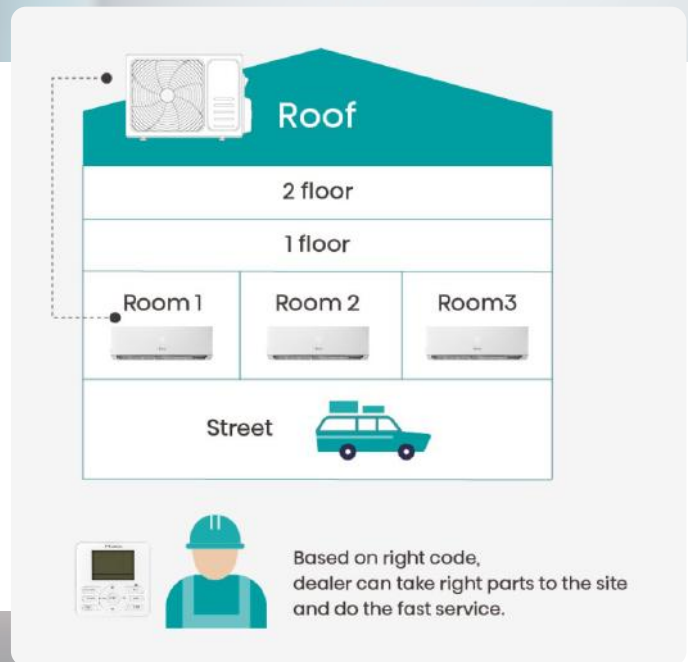 Roof
2 floor
1 floor
Room 1
Room 2
Room3
Street
Based on right code,
dealer can take right parts to the site
and do the fast service.